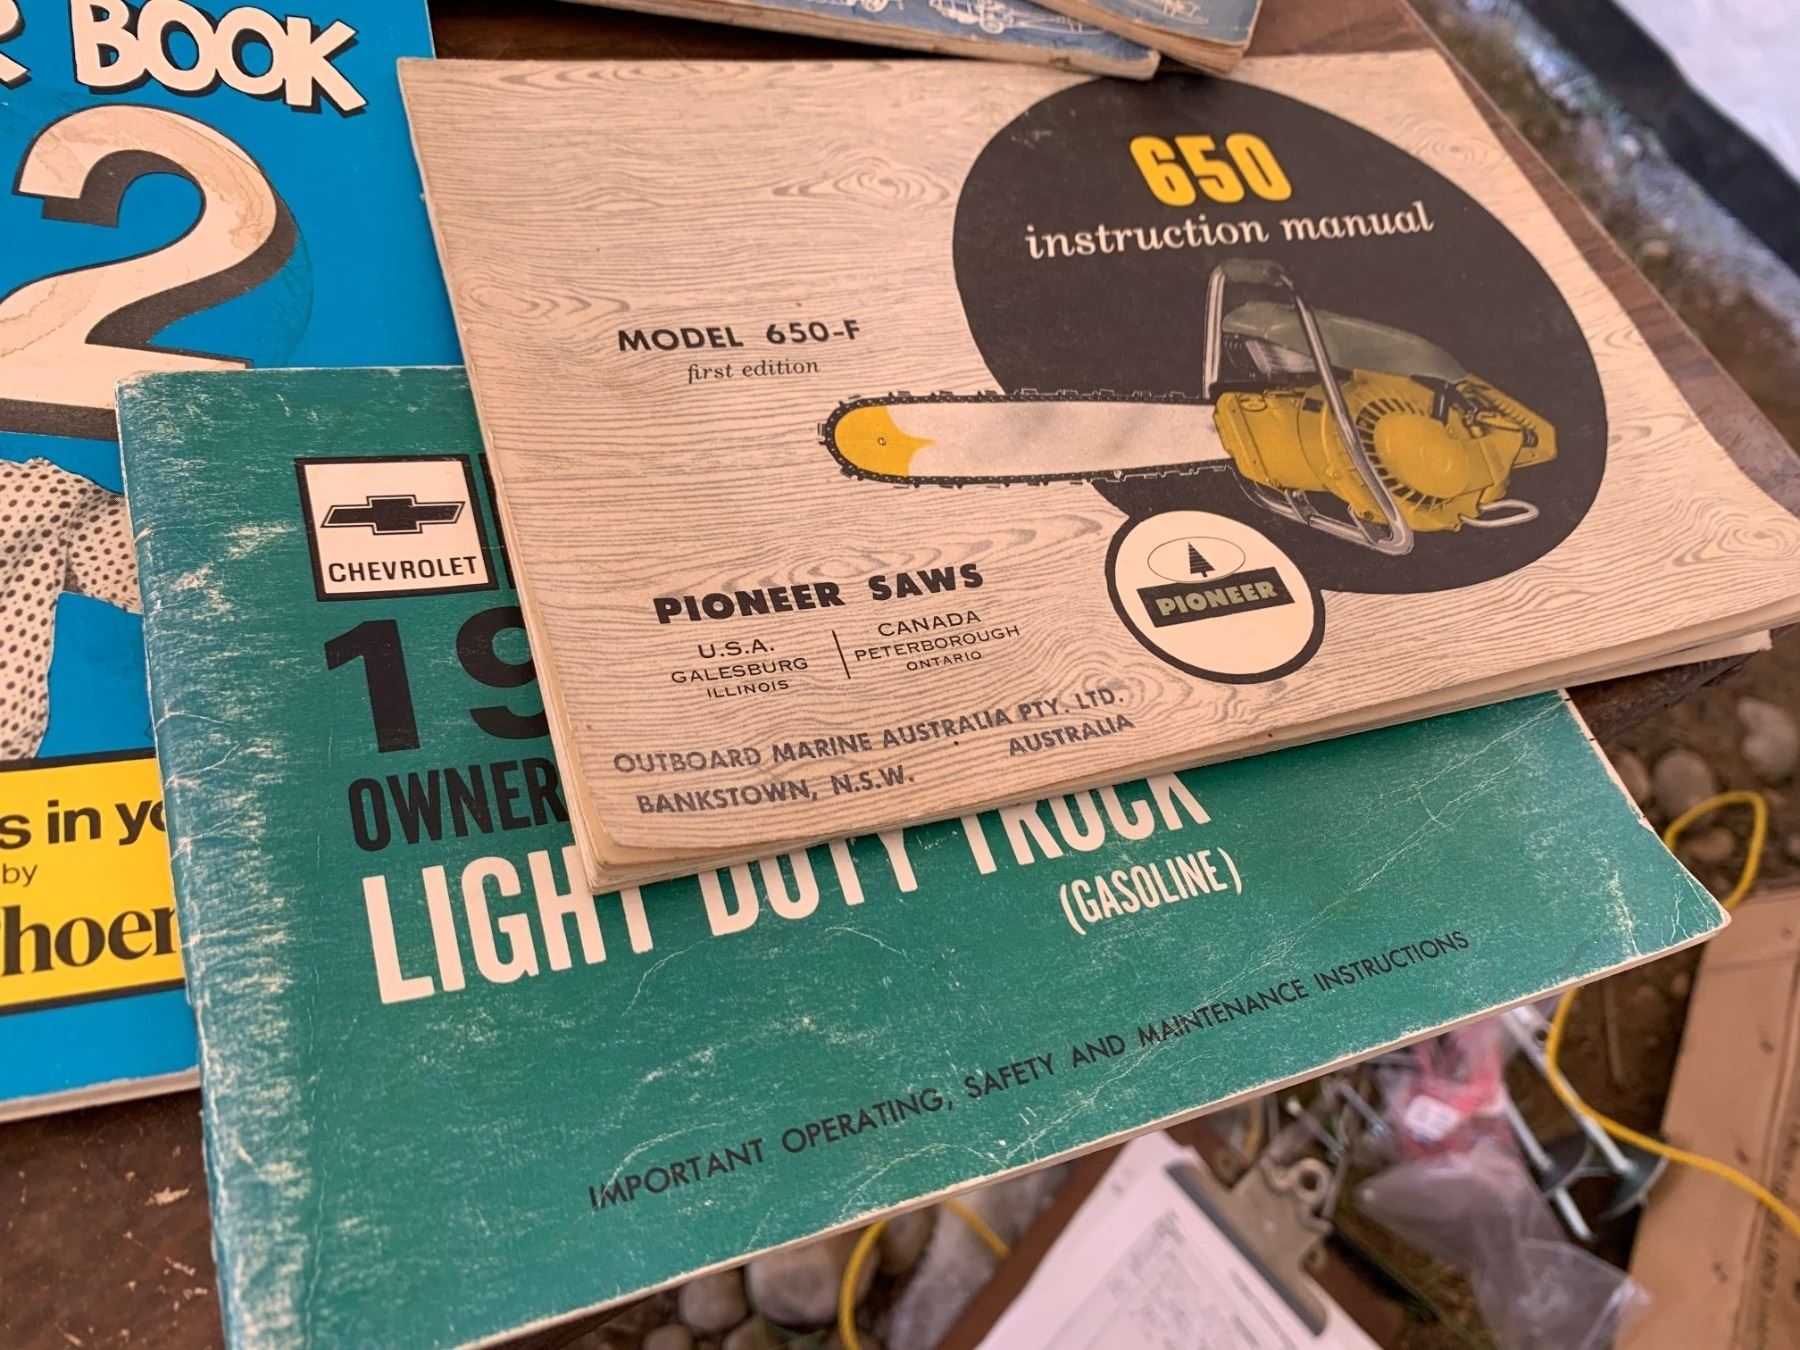 BOOK
2
s in yo
by
650
instruction manual
MODEL 650-F
first edition
PIONEER
PIONEER SAWS
U.S.A.
GALESBURG
ILLINOIS
CANADA
PETERBOROUGH
ONTARIO
OUTBOARD MARINE AUSTRALIA PTY. LTD.
BANKSTOWN, N.S.W. AUSTRALIA
CHEVROLET
19
OWNER
LIGHT DUTY TRUCK
(GASOLINE)
IMPORTANT OPERATING, SAFETY AND MAINTENANCE INSTRUCTIONS